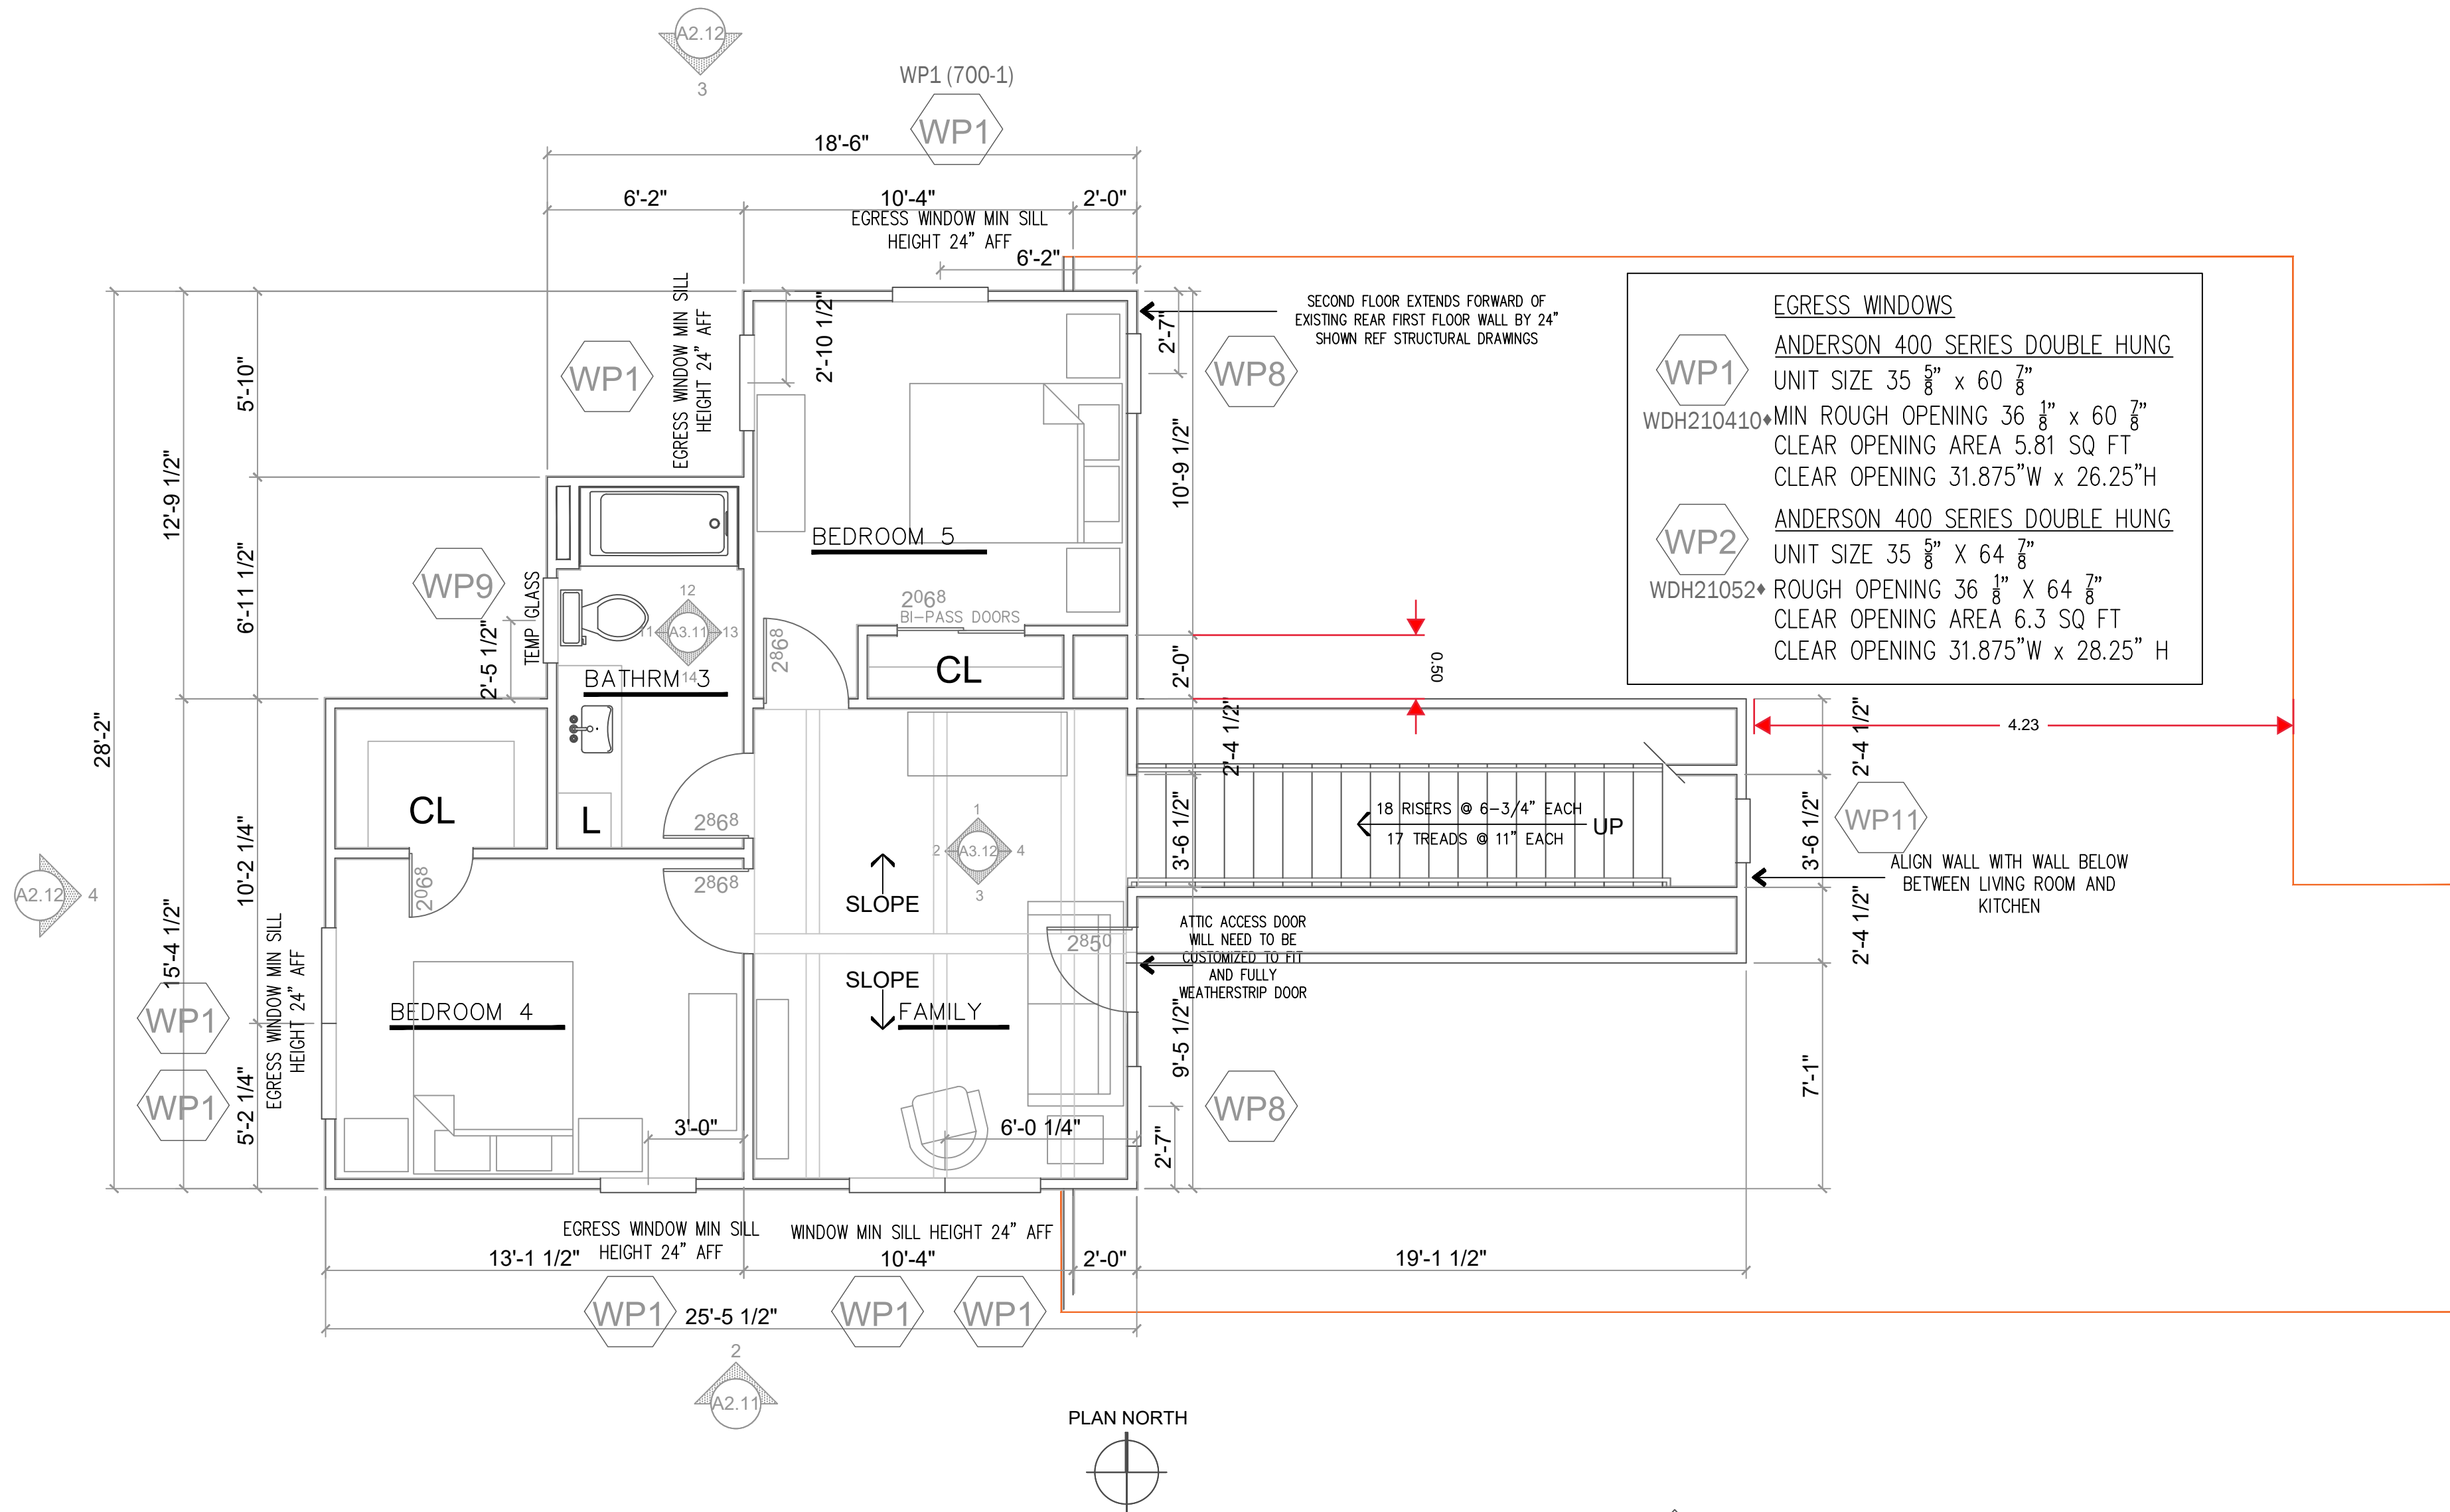 A2.12
3
WP1 (700-1)
WP1
18'-6"
6'-2"
10'-4"
2'-0"
EGRESS WINDOW MIN SILL
HEIGHT 24" AFF
6'-2"
EGRESS WINDOW MIN SILL
HEIGHT 24" AFF
WP1
2'-10 1/2"
2'-7"
WP8
SECOND FLOOR EXTENDS FORWARD OF
EXISTING REAR FIRST FLOOR WALL BY 24"
SHOWN REF STRUCTURAL DRAWINGS
EGRESS WINDOWS
WP1
ANDERSON 400 SERIES DOUBLE HUNG
UNIT SIZE 35 5/8" x 60 7/8"
WDH210410♦ MIN ROUGH OPENING 36 1/8" x 60 7/8"
CLEAR OPENING AREA 5.81 SQ FT
CLEAR OPENING 31.875"W x 26.25"H
WP2
ANDERSON 400 SERIES DOUBLE HUNG
UNIT SIZE 35 5/8" X 64 7/8"
WDH21052♦ ROUGH OPENING 36 1/8" X 64 7/8"
CLEAR OPENING AREA 6.3 SQ FT
CLEAR OPENING 31.875"W x 28.25" H
5'-10"
12'-9 1/2"
6'-11 1/2"
28'-2"
10'-9 1/2"
BEDROOM 5
WP9
TEMP GLASS
2'-5 1/2"
12
11
A3.11
13
14
BATHRM 3
2868
2068
BI-PASS DOORS
CL
2'-0"
0.50
2'-4 1/2"
2'-4 1/2"
4.23
CL
L
2868
2868
2068
1
2
A3.12
4
3
SLOPE
SLOPE
3'-6 1/2"
18 RISERS @ 6-3/4" EACH
17 TREADS @ 11" EACH
UP
3'-6 1/2"
WP11
ALIGN WALL WITH WALL BELOW
BETWEEN LIVING ROOM AND
KITCHEN
2'-4 1/2"
A2.12
4
10'-2 1/4"
15'-4 1/2"
EGRESS WINDOW MIN SILL
HEIGHT 24" AFF
WP1
WP1
5'-2 1/4"
2850
ATTIC ACCESS DOOR
WILL NEED TO BE
CUSTOMIZED TO FIT
AND FULLY
WEATHERSTRIP DOOR
BEDROOM 4
FAMILY
9'-5 1/2"
WP8
7'-1"
3'-0"
6'-0 1/4"
2'-7"
EGRESS WINDOW MIN SILL
HEIGHT 24" AFF
WINDOW MIN SILL HEIGHT 24" AFF
13'-1 1/2"
10'-4"
2'-0"
19'-1 1/2"
WP1
25'-5 1/2"
WP1
WP1
2
A2.11
PLAN NORTH